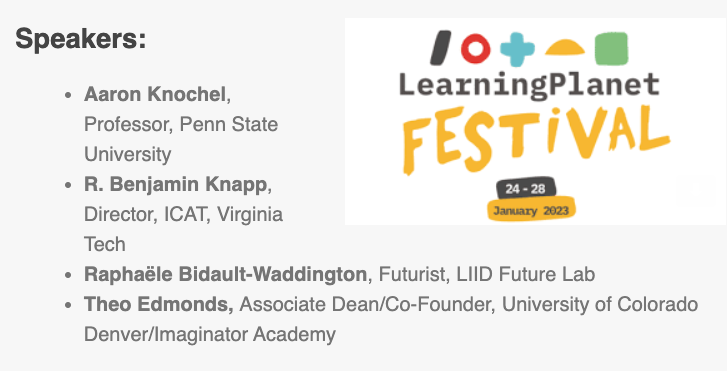 Speakers:
LearningPlanet
FESTiVAL
24 - 28
January 2023
• Aaron Knochel,
Professor, Penn State
University
• R. Benjamin Knapp,
Director, ICAT, Virginia
Tech
• Raphaële Bidault-Waddington, Futurist, LIID Future Lab
• Theo Edmonds, Associate Dean/Co-Founder, University of Colorado
Denver/Imaginator Academy